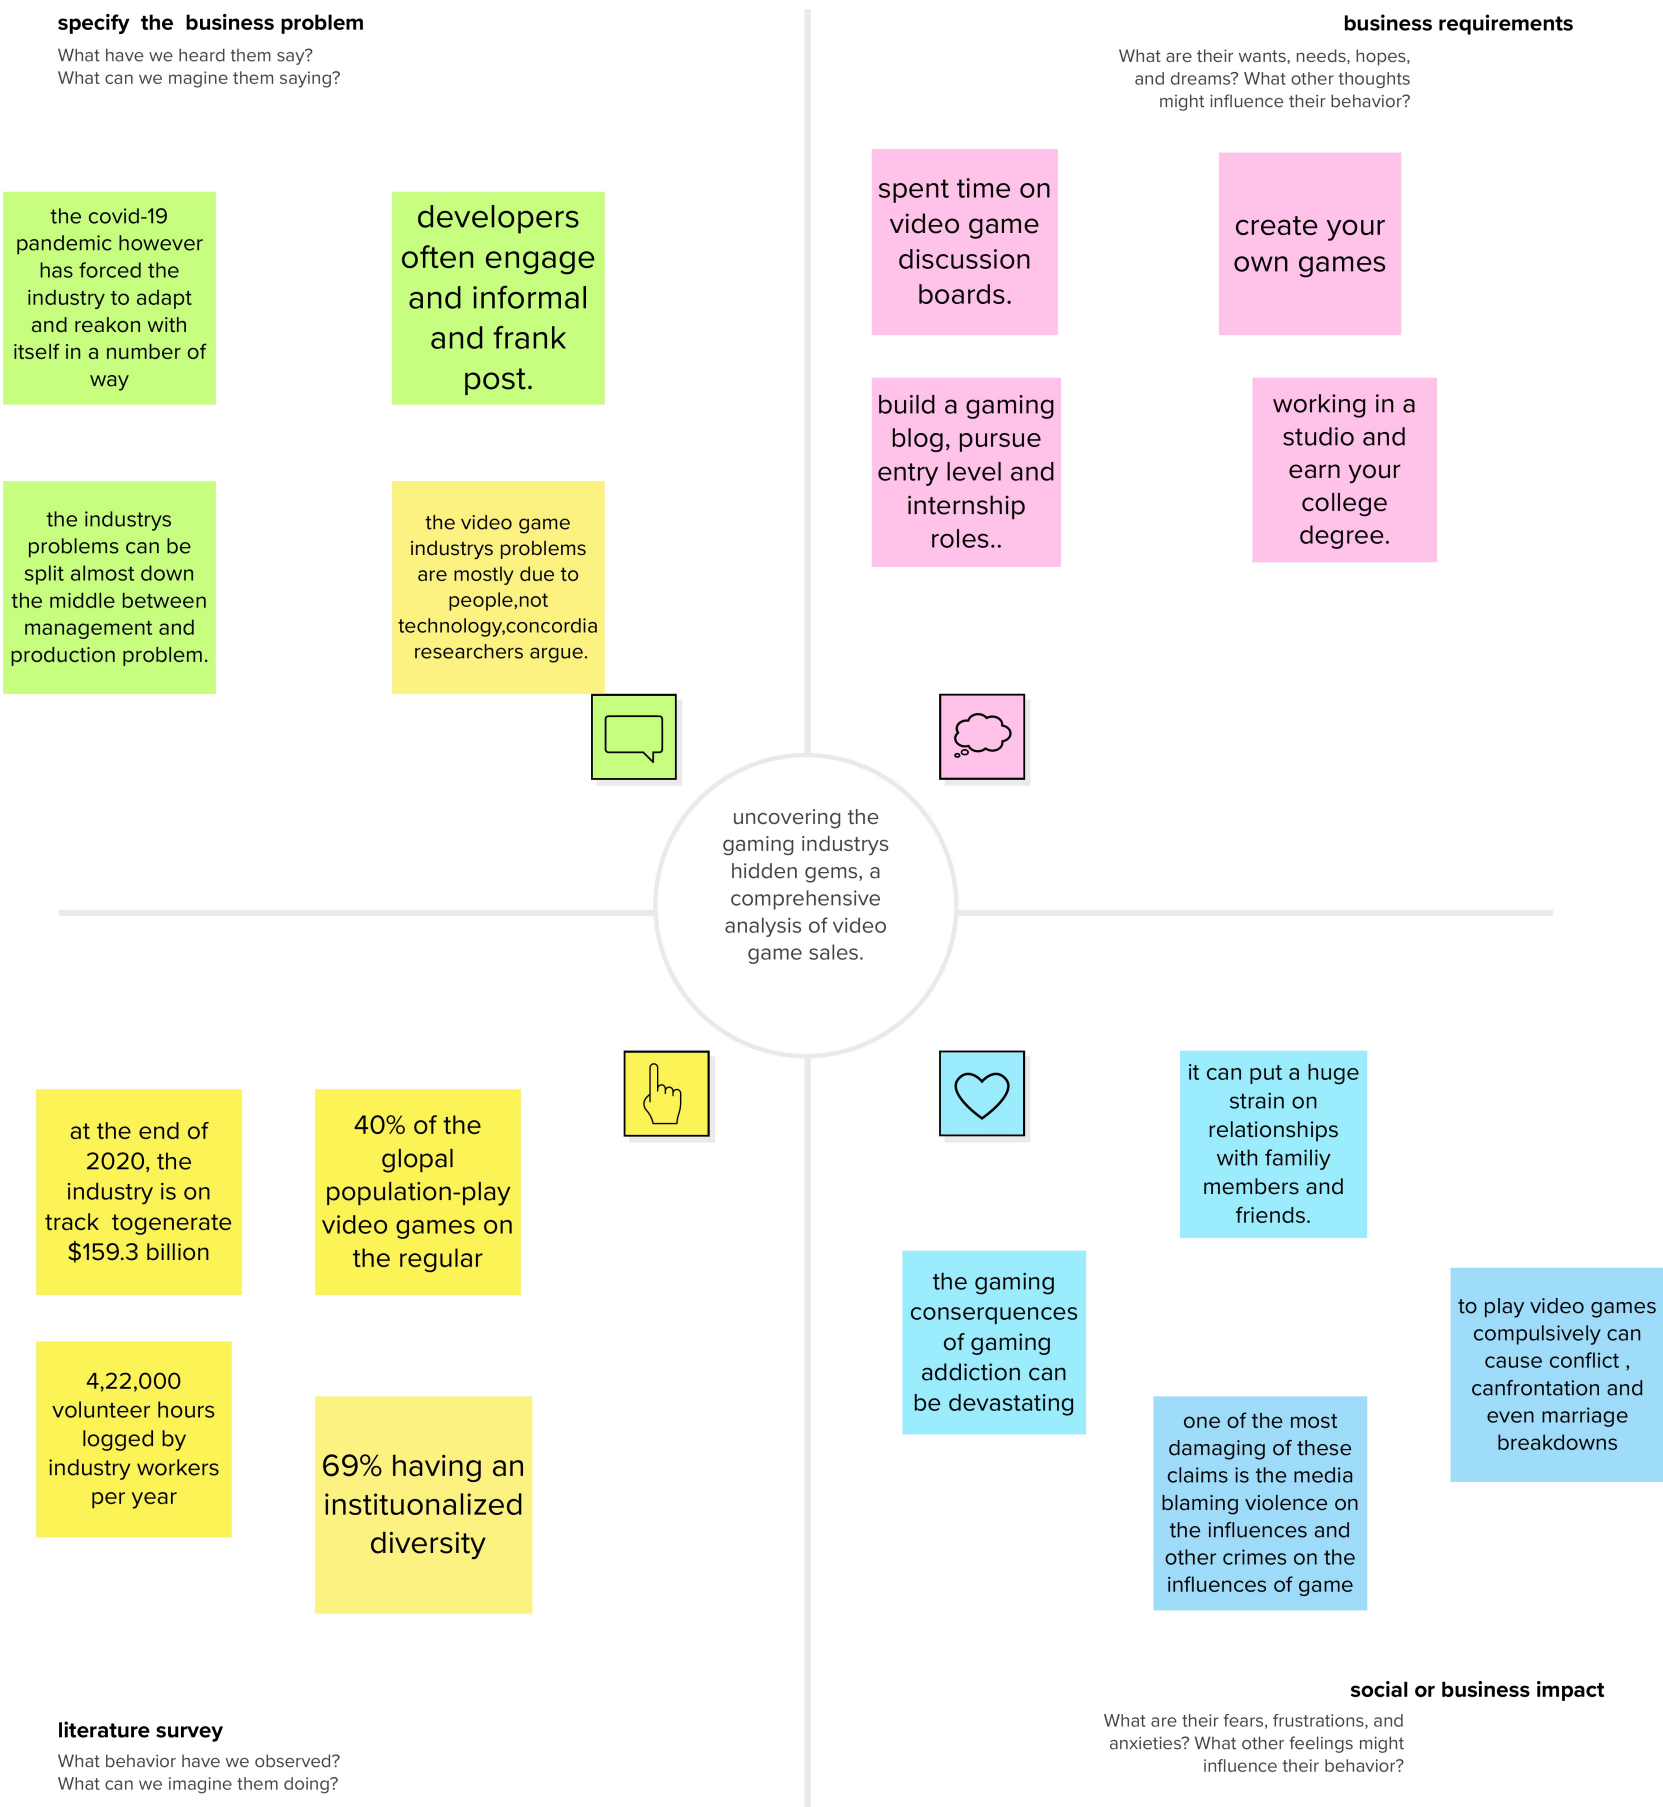 specify  the  business problem
What have we heard them say?
What can we magine them saying?
the covid-19
pandemic however
has forced the
industry to adapt
and reakon with
itself in a number of
way
developers
often engage
and informal
and frank
post.
the industrys
problems can be
split almost down
the middle between
management and
production problem.
the video game
industrys problems
are mostly due to
people,not
technology,concordia
researchers argue.
business requirements
What are their wants, needs, hopes,
and dreams? What other thoughts
might influence their behavior?
spent time on
video game
discussion
boards.
create your
own games
build a gaming
blog, pursue
entry level and
internship
roles..
working in a
studio and
earn your
college
degree.
uncovering the
gaming industrys
hidden gems, a
comprehensive
analysis of video
game sales.
at the end of
2020, the
industry is on
track  togenerate
$159.3 billion
40% of the
glopal
population-play
video games on
the regular
4,22,000
volunteer hours
logged by
industry workers
per year
69% having an
instituonalized
diversity
literature survey
What behavior have we observed?
What can we imagine them doing?
it can put a huge
strain on
relationships
with familiy
members and
friends.
the gaming
conserquences
of gaming
addiction can
be devastating
to play video games
compulsively can
cause conflict ,
canfrontation and
even marriage
breakdowns
one of the most
damaging of these
claims is the media
blaming violence on
the influences and
other crimes on the
influences of game
social or business impact
What are their fears, frustrations, and
anxieties? What other feelings might
influence their behavior?